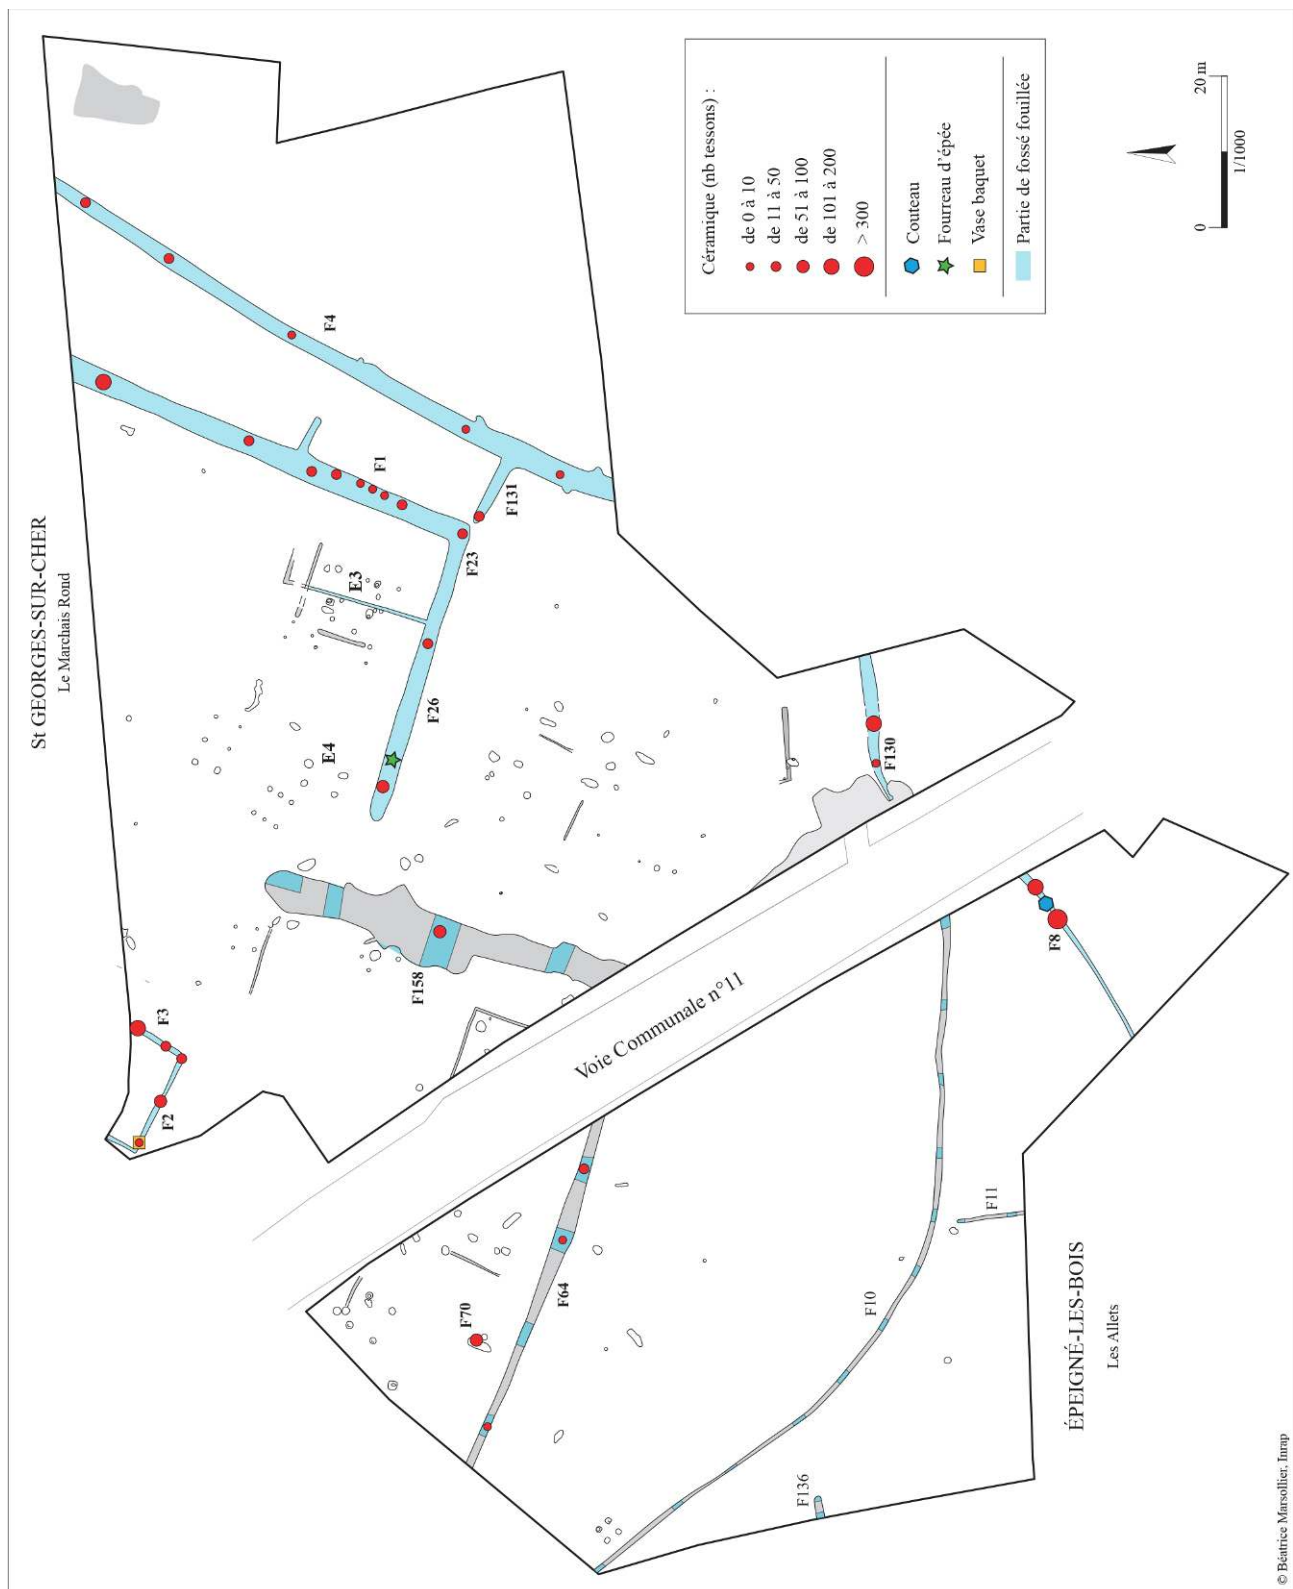 St GEORGES-SUR-CHER
Le Marchais Rond
F3
F2
F158
E4
E3
F26
F23
F1
F131
F4
F130
Voie Communale n°11
F70
F64
F10
F136
F11
F8
ÉPEIGNÉ-LES-BOIS
Les Allets
Céramique (nb tessons) :
de 0 à 10
de 11 à 50
de 51 à 100
de 101 à 200
> 300
Couteau
Fourreau d'épée
Vase baquet
Partie de fossé fouillée
0 20 m
1/1000
© Béatrice Marsollier, Inrap